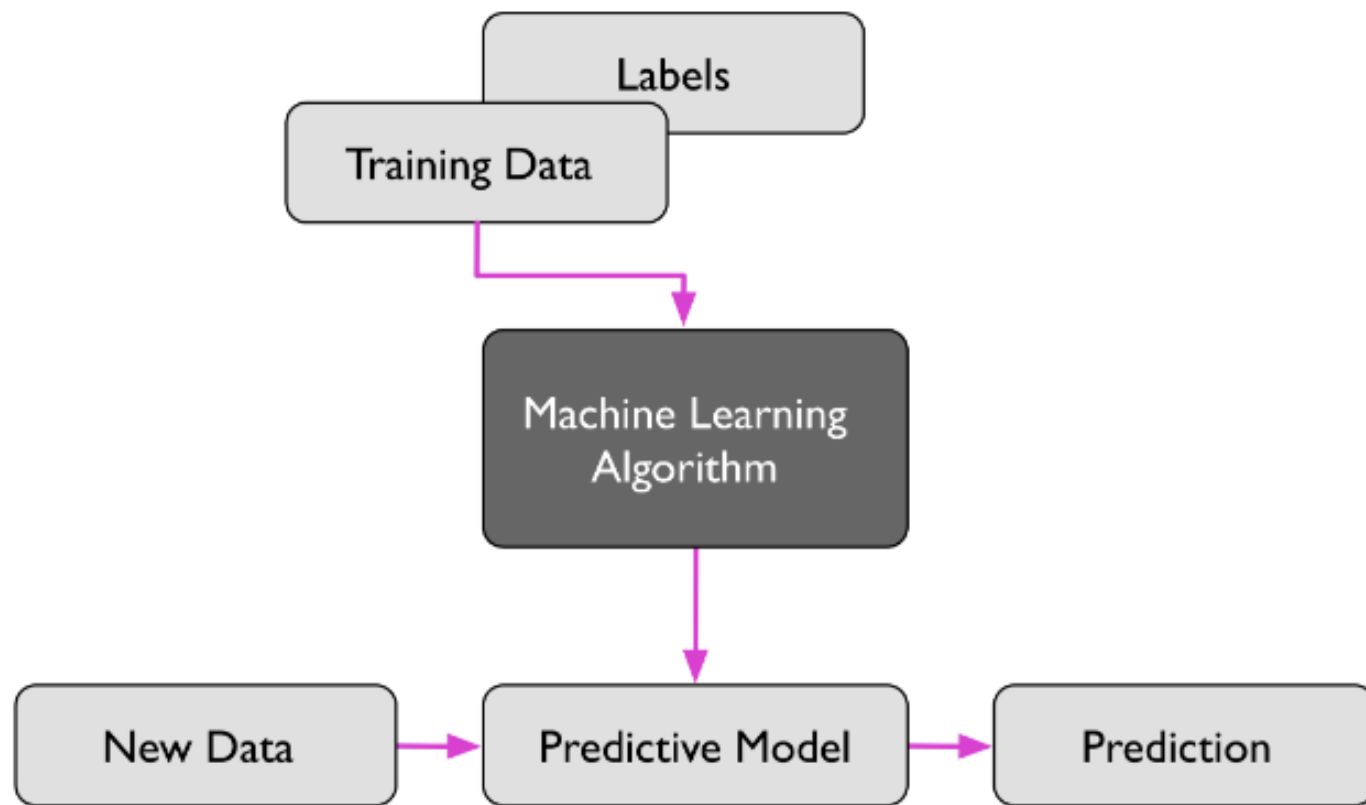 Labels
Training Data
Machine Learning
Algorithm
New Data
Predictive Model
Prediction